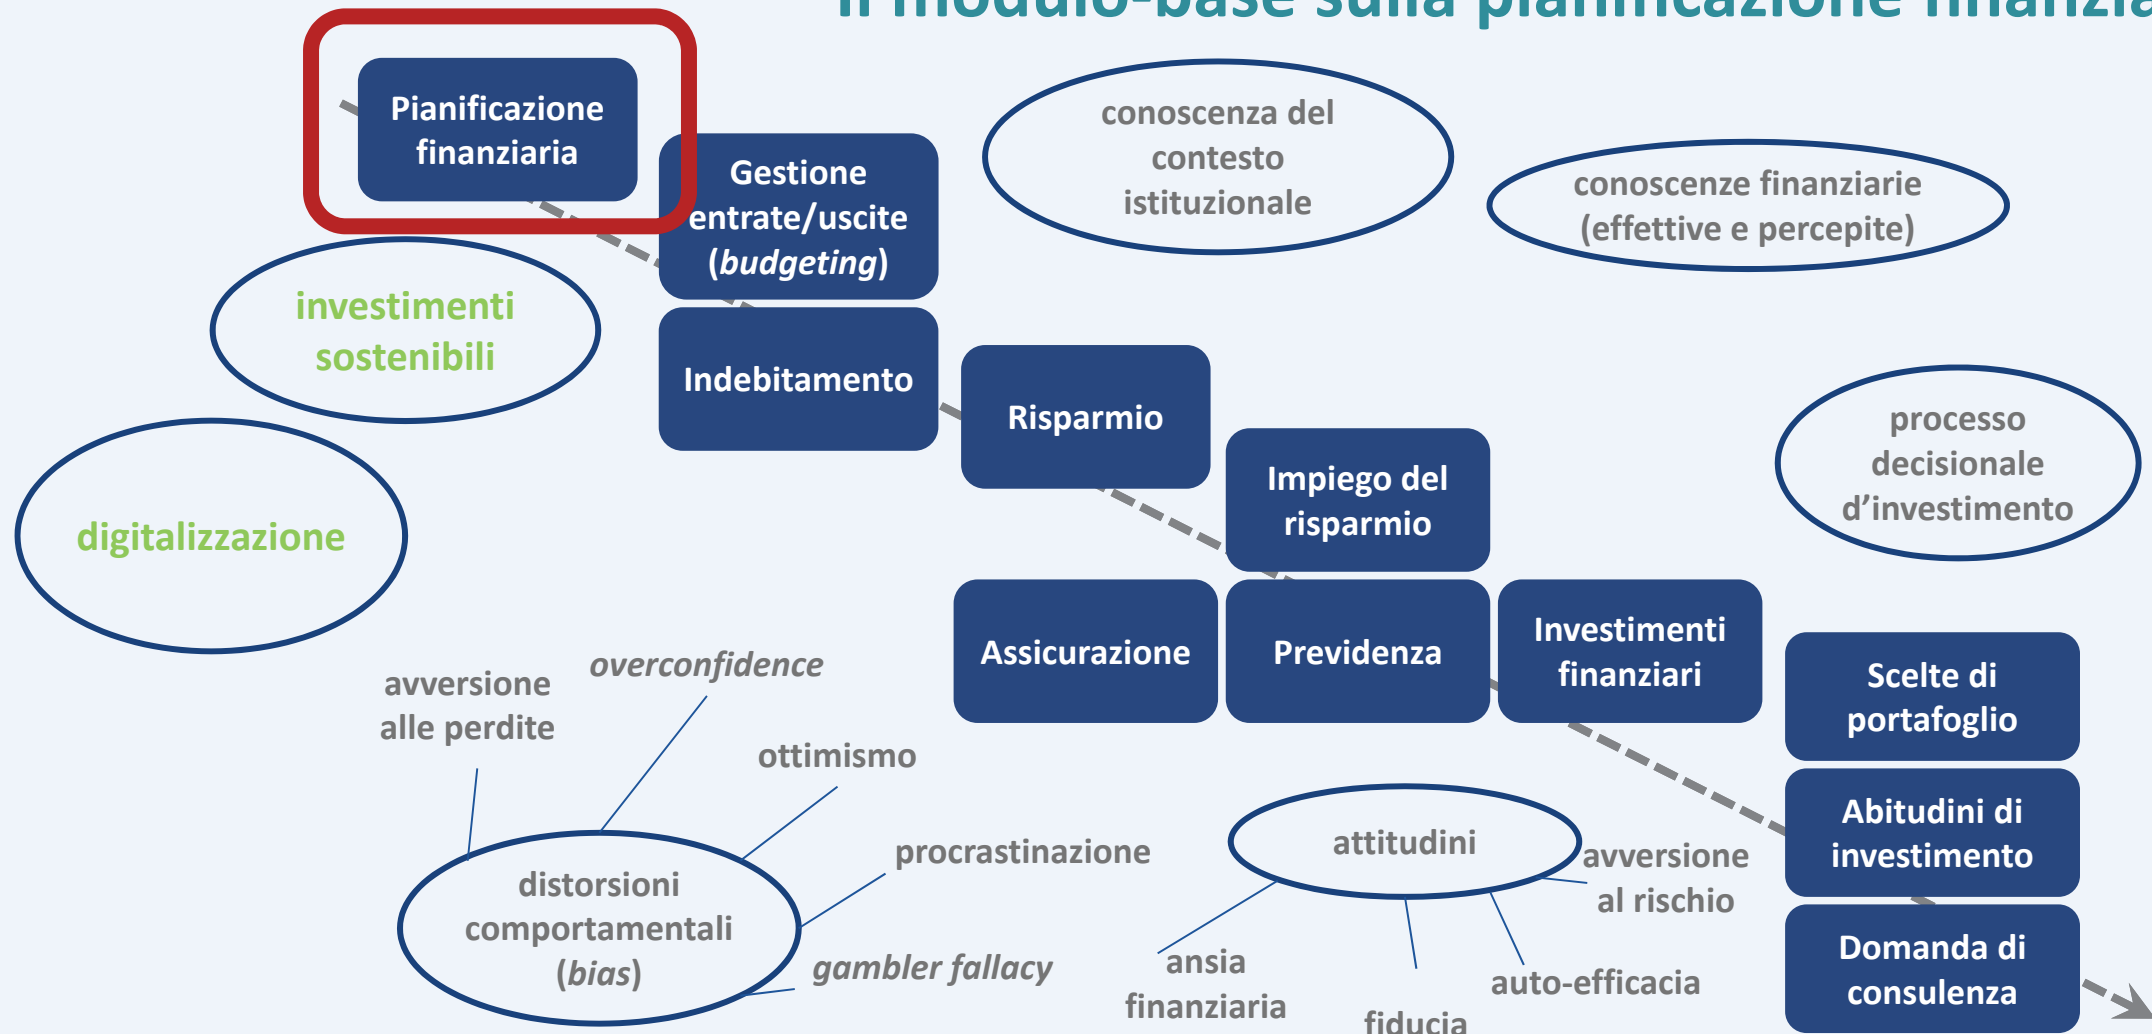 Il modulo-base sulla pianificazione
Pianificazione
finanziaria
Gestione
entrate/uscite
(budgeting)
conoscenza del
contesto
istituzionale
conoscenze finanziarie
(effettive e percepite)
investimenti
sostenibili
Indebitamento
Risparmio
Impiego del
risparmio
processo
decisionale
d’investimento
digitalizzazione
Assicurazione
Previdenza
Investimenti
finanziari
Scelte di
portafoglio
Abitudini di
investimento
Domanda di
consulenza
avversione
alle perdite
overconfidence
ottimismo
procrastinazione
gambler fallacy
distorsioni
comportamentali
(bias)
attitudini
avversione
al rischio
auto-efficacia
fiducia
ansia
finanziaria